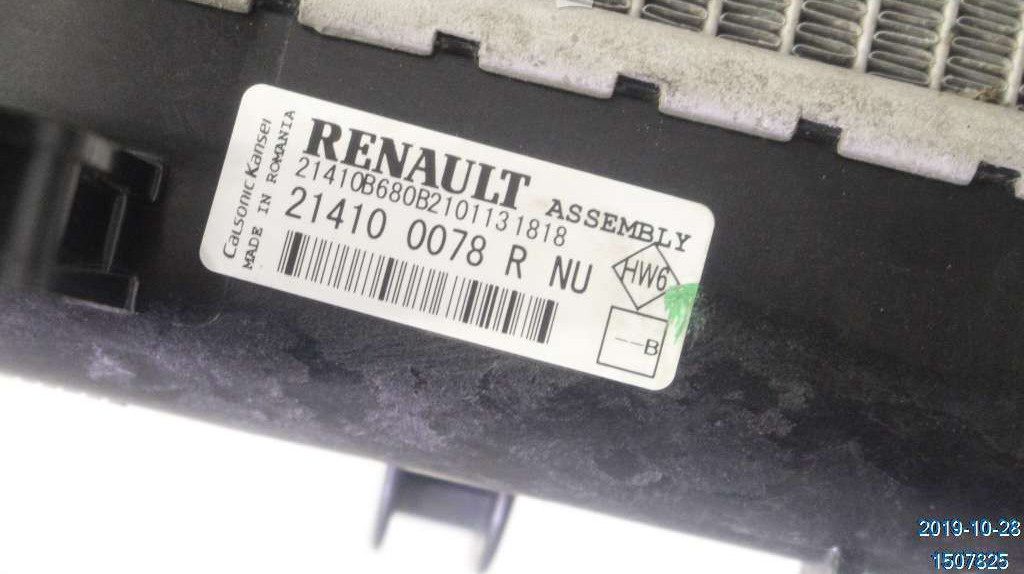 RENAULT ASSEMBLY
21410B680B2101131818
21410 0078 R NU
HW6
--B
CalsonicKansei
MADE IN ROMANIA
2019-10-28
1507825